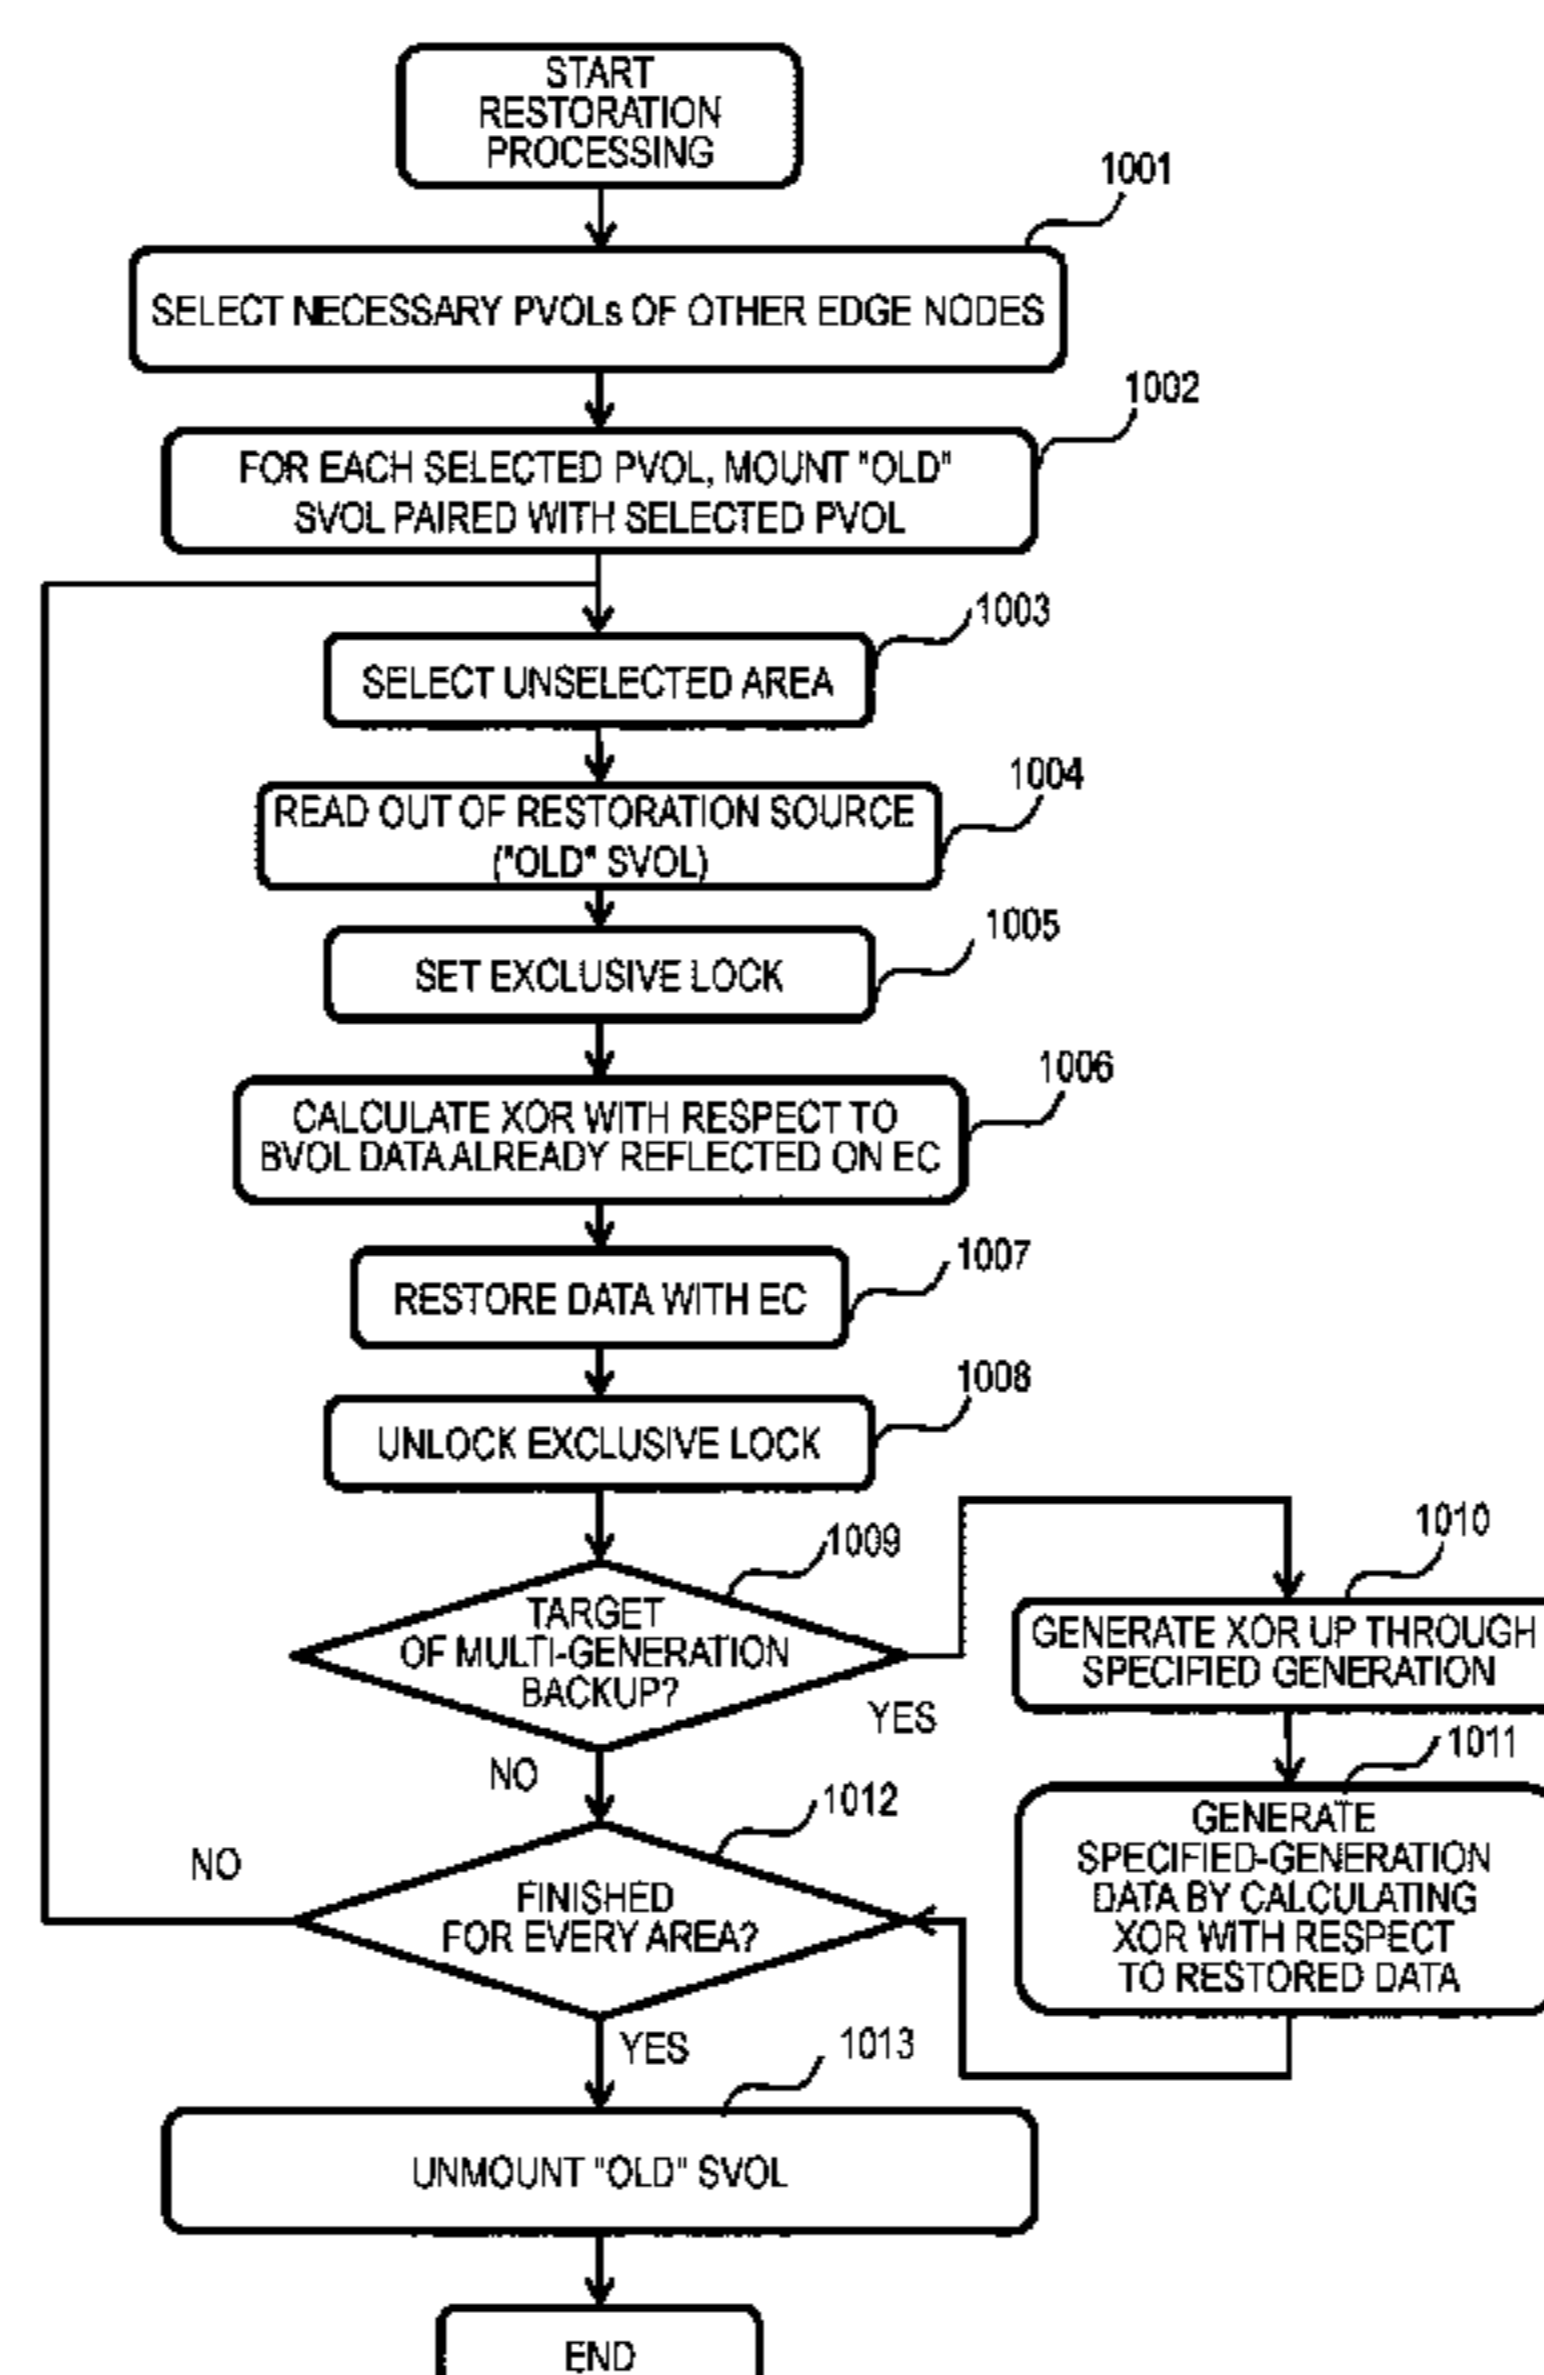 START
RESTORATION
PROCESSING
1001
SELECT NECESSARY PVOLs OF OTHER EDGE NODES
1002
FOR EACH SELECTED PVOL, MOUNT "OLD"
SVOL PAIRED WITH SELECTED PVOL
1003
SELECT UNSELECTED AREA
1004
READ OUT OF RESTORATION SOURCE
("OLD" SVOL)
1005
SET EXCLUSIVE LOCK
1006
CALCULATE XOR WITH RESPECT TO
BVOL DATA ALREADY REFLECTED ON EC
1007
RESTORE DATA WITH EC
1008
UNLOCK EXCLUSIVE LOCK
1009
TARGET
OF MULTI-GENERATION
BACKUP?
YES
NO
1010
GENERATE XOR UP THROUGH
SPECIFIED GENERATION
1011
GENERATE
SPECIFIED-GENERATION
DATA BY CALCULATING
XOR WITH RESPECT
TO RESTORED DATA
1012
FINISHED
FOR EVERY AREA?
NO
YES
1013
UNMOUNT "OLD" SVOL
END